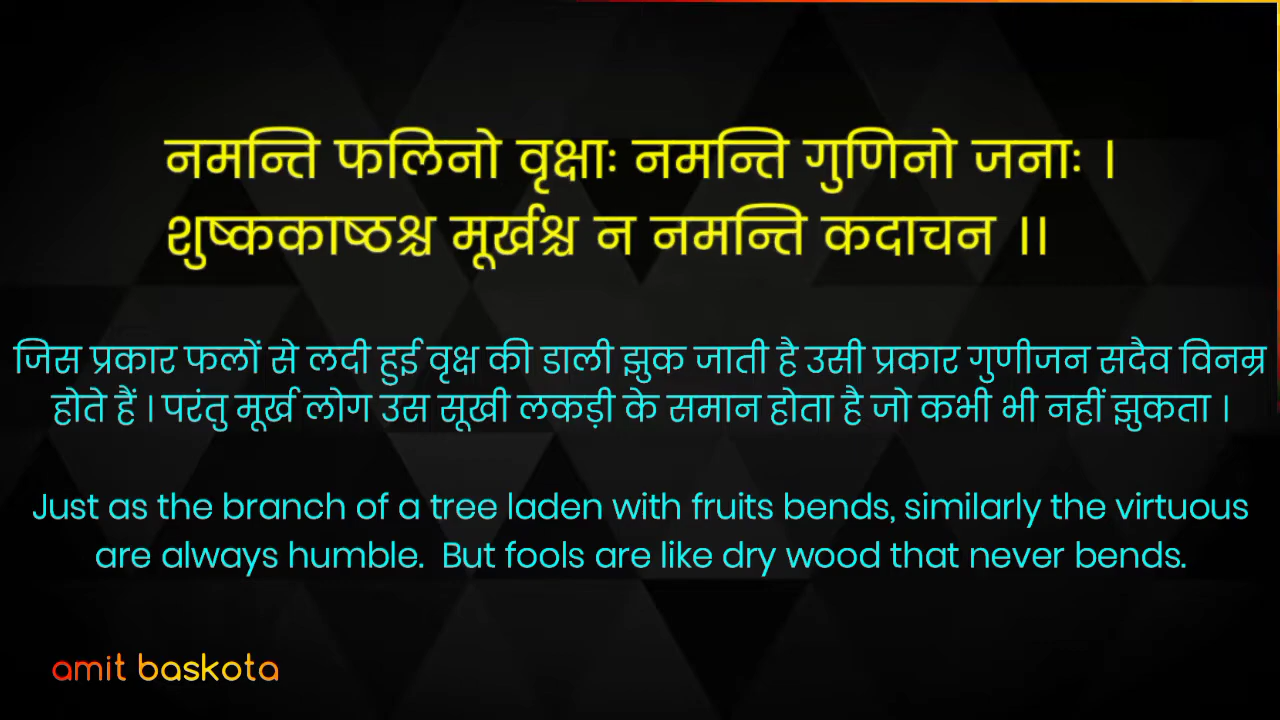 नमन्ति फलिनो वृक्षाः नमन्ति गुणिनो जनाः ।
शुष्ककाष्ठश्च मूर्खश्च न नमन्ति कदाचन ।।
जिस प्रकार फलों से लदी हुई वृक्ष की डाली झुक जाती है उसी प्रकार गुणीजन सदैव विनम्र
होते हैं । परंतु मूर्ख लोग उस सूखी लकड़ी के समान होता है जो कभी भी नहीं झुकता ।
Just as the branch of a tree laden with fruits bends, similarly the virtuous
are always humble.  But fools are like dry wood that never bends.
amit baskota